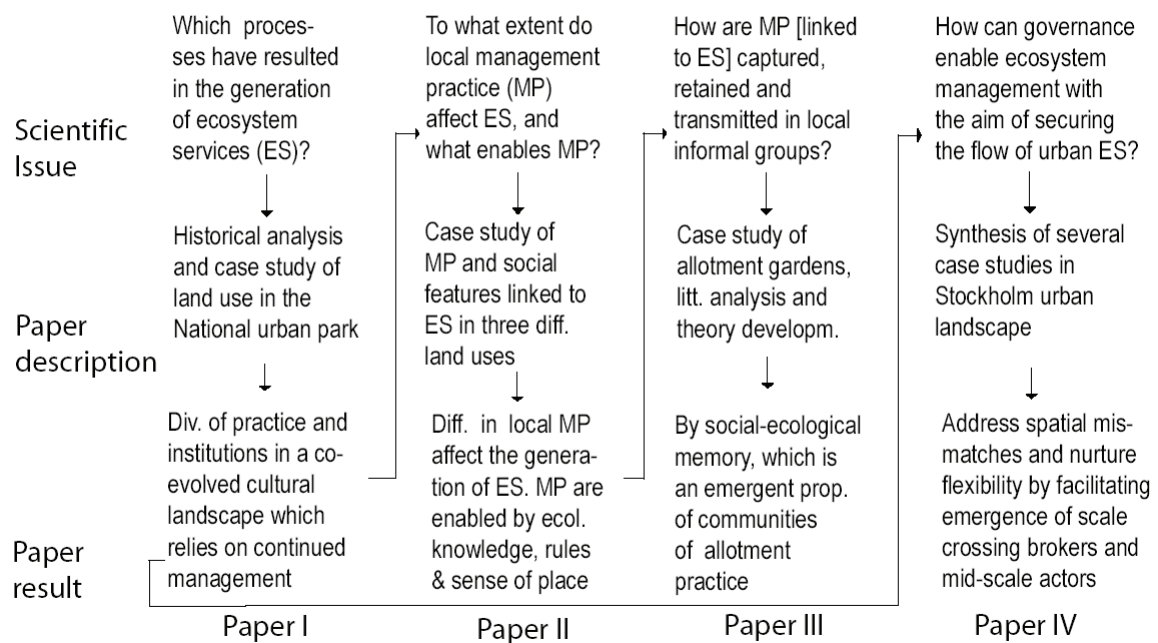 Scientific
Issue
Paper
description
Paper
result
Which proces-
ses have resulted
in the generation
of ecosystem
services (ES)?
Historical analysis
and case study of
land use in the
National urban park
Div. of practice and
institutions in a co-
evolved cultural
landscape which
relies on continued
management
Paper I
To what extent do
local management
practice (MP)
affect ES, and
what enables MP?
Case study of
MP and social
features linked to
ES in three diff.
land uses
Diff. in local MP
affect the genera-
tion of ES. MP are
enabled by ecol.
knowledge, rules
& sense of place
Paper II
How are MP [linked
to ES] captured,
retained and
transmitted in local
informal groups?
Case study of
allotment gardens,
litt. analysis and
theory developm.
By social-ecological
memory, which is
an emergent prop.
of communities
of allotment
practice
Paper III
How can governance
enable ecosystem
management with
the aim of securing
the flow of urban ES?
Synthesis of several
case studies in
Stockholm urban
landscape
Address spatial mis-
matches and nurture
flexibility by facilitating
emergence of scale
crossing brokers and
mid-scale actors
Paper IV